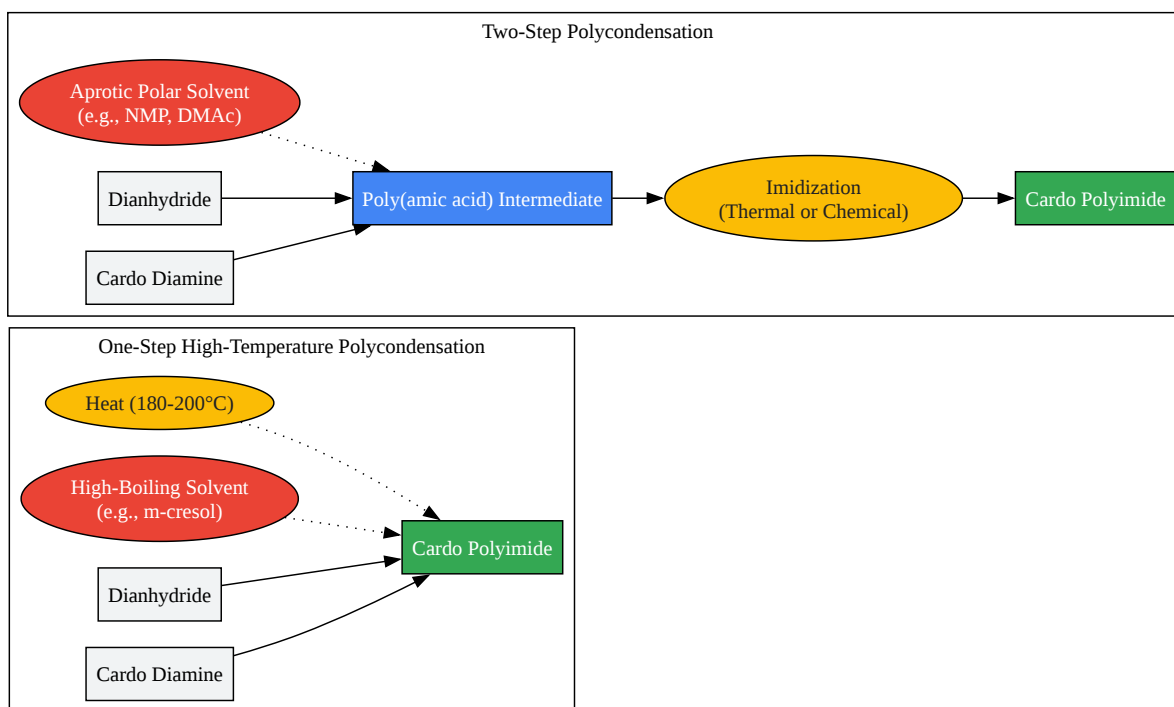 Two-Step Polycondensation
Aprotic Polar Solvent
(e.g., NMP, DMAc)
Dianhydride
Cardo Diamine
Poly(amic acid) Intermediate
Imidization
(Thermal or Chemical)
Cardo Polyimide
One-Step High-Temperature Polycondensation
Heat (180-200°C)
High-Boiling Solvent
(e.g., m-cresol)
Dianhydride
Cardo Diamine
Cardo Polyimide